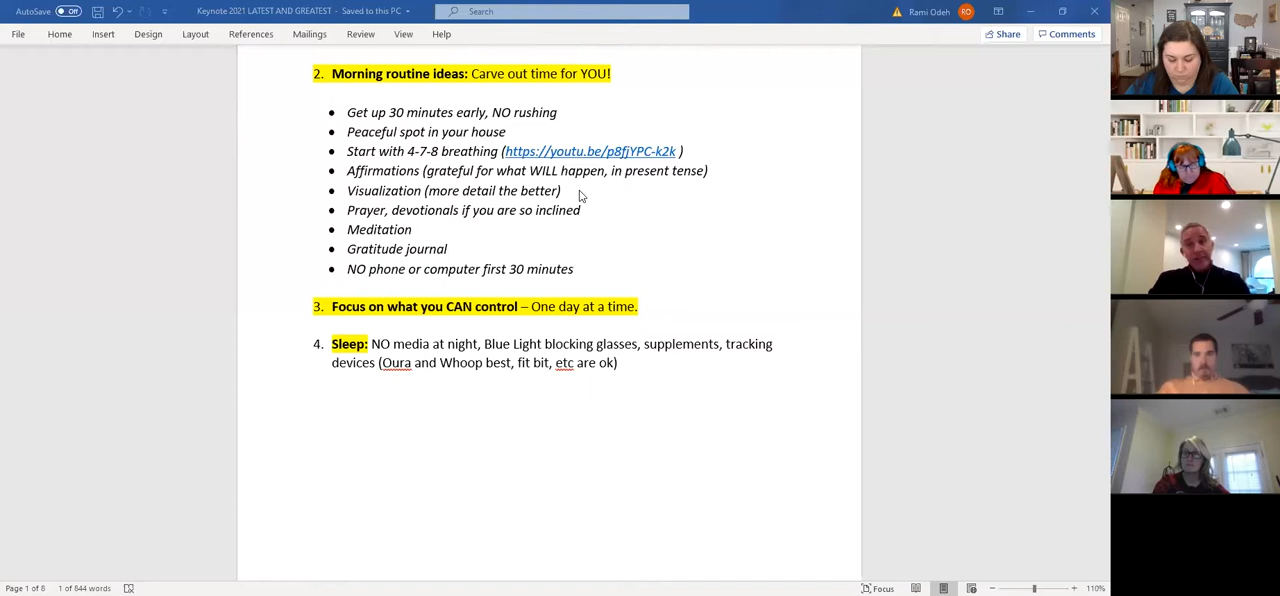 AutoSave Off Keynote 2021 LATEST AND GREATEST - Saved to this PC Search Rami Odeh RO
File Home Insert Design Layout References Mailings Review View Help Share Comments
2. Morning routine ideas: Carve out time for YOU!
• Get up 30 minutes early, NO rushing
• Peaceful spot in your house
• Start with 4-7-8 breathing (https://youtu.be/p8fjYPC-k2k )
• Affirmations (grateful for what WILL happen, in present tense)
• Visualization (more detail the better)
• Prayer, devotionals if you are so inclined
• Meditation
• Gratitude journal
• NO phone or computer first 30 minutes
3. Focus on what you CAN control – One day at a time.
4. Sleep: NO media at night, Blue Light blocking glasses, supplements, tracking
devices (Oura and Whoop best, fit bit, etc are ok)
Page 1 of 8 1 of 844 words Focus 110%